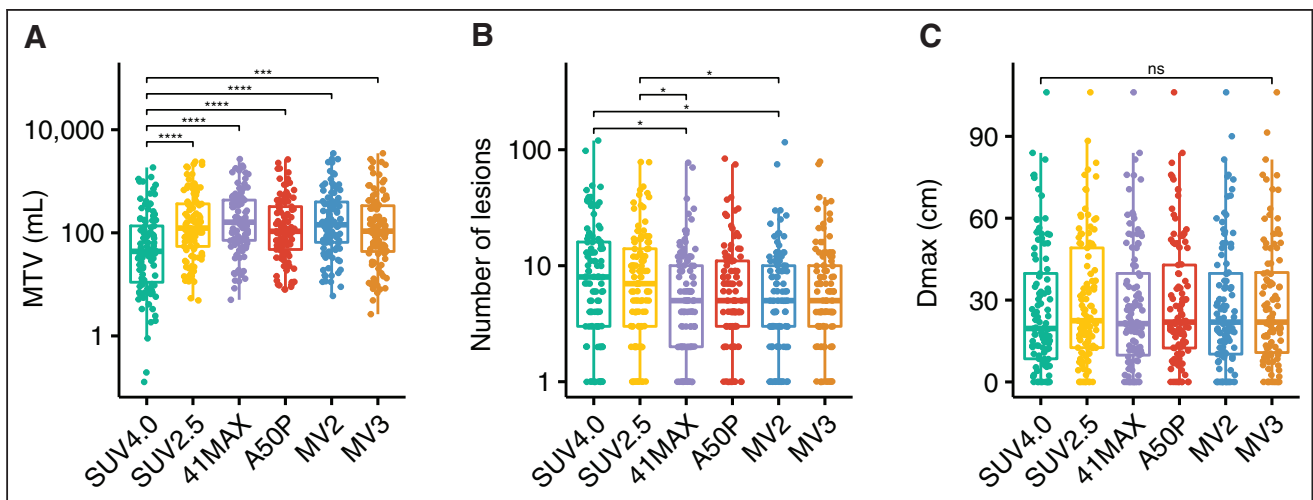 A
MTV (mL)
10,000
100
1
***
****
****
****
****
SUV4.0
SUV2.5
41MAX
A50P
MV2
MV3
B
Number of lesions
100
10
1
*
*
*
*
SUV4.0
SUV2.5
41MAX
A50P
MV2
MV3
C
Dmax (cm)
90
60
30
0
ns
SUV4.0
SUV2.5
41MAX
A50P
MV2
MV3